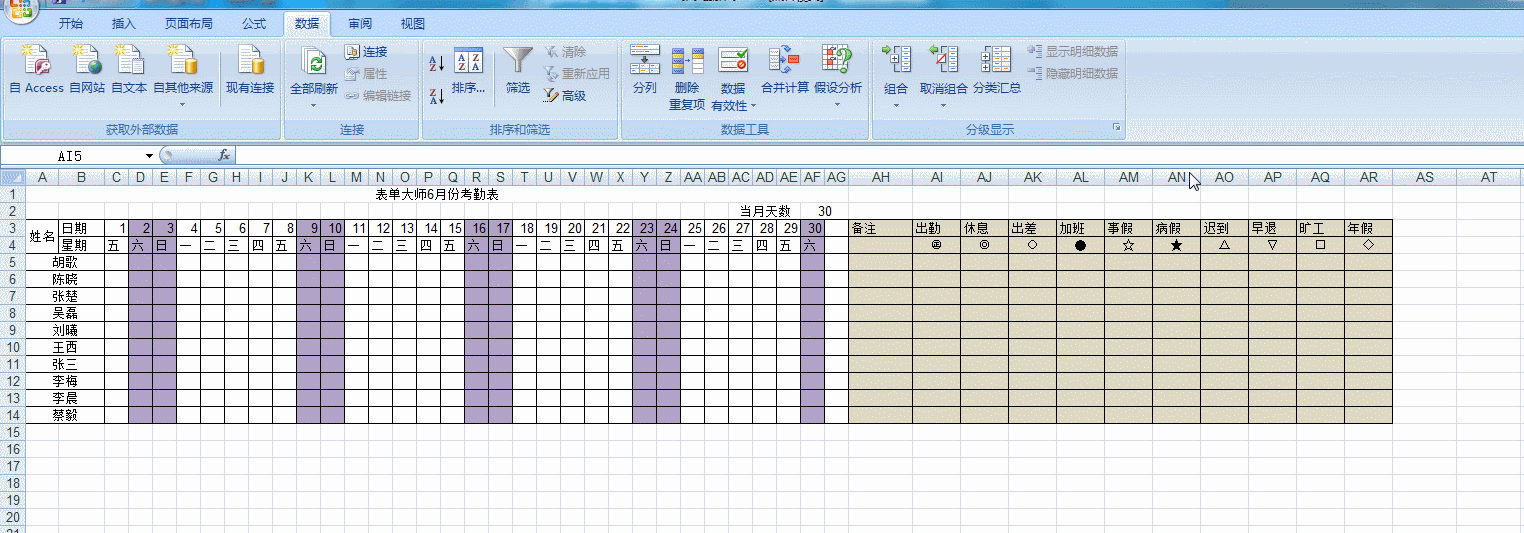 开始 插入 页面布局 公式 数据 审阅 视图
自 Access 自网站 自文本 自其他来源 现有连接 全部刷新 连接 属性 编辑链接 排序... 筛选 清除 重新应用 高级 分列 删除重复项 数据有效性 合并计算 假设分析 组合 取消组合 分类汇总 显示明细数据 隐藏明细数据
获取外部数据 连接 排序和筛选 数据工具 分级显示
AI5 fx
A B C D E F G H I J K L M N O P Q R S T U V W X Y Z AA AB AC AD AE AF AG AH AI AJ AK AL AM AN AO AP AQ AR AS AT
1 表单大师6月份考勤表
2 当月天数 30
3 姓名 日期 1 2 3 4 5 6 7 8 9 10 11 12 13 14 15 16 17 18 19 20 21 22 23 24 25 26 27 28 29 30 备注 出勤 休息 出差 加班 事假 病假 迟到 早退 旷工 年假
4 星期 五 六 日 一 二 三 四 五 六 日 一 二 三 四 五 六 日 一 二 三 四 五 六 日 一 二 三 四 五 六 ◎ ○ ● ☆ ★ △ ▽ □ ◇
5 胡歌
6 陈晓
7 张楚
8 吴磊
9 刘曦
10 王西
11 张三
12 李梅
13 李晨
14 蔡毅
15
16
17
18
19
20